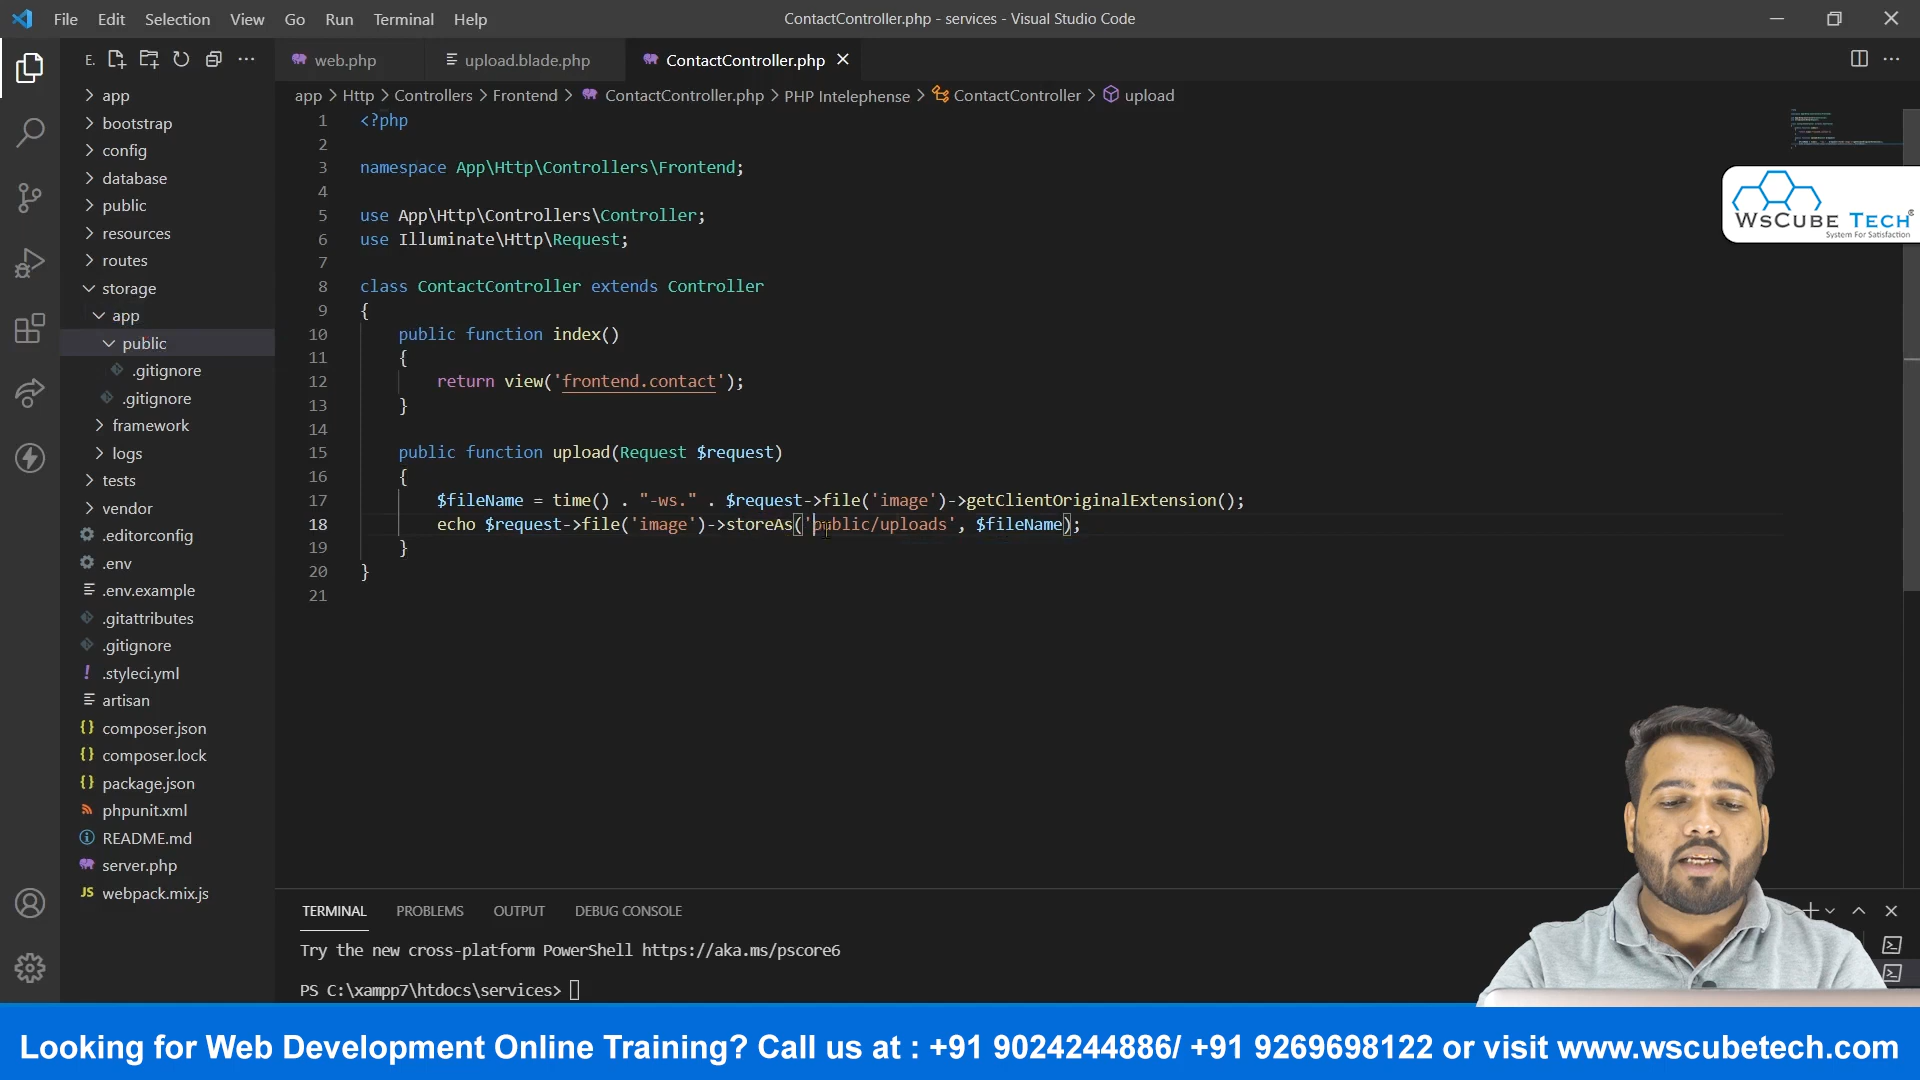 File Edit Selection View Go Run Terminal Help
ContactController.php - services - Visual Studio Code
E.
web.php
upload.blade.php
ContactController.php
app > Http > Controllers > Frontend > ContactController.php > PHP Intelephense > ContactController > upload
app
bootstrap
config
database
public
resources
routes
storage
app
public
.gitignore
.gitignore
framework
logs
tests
vendor
.editorconfig
.env
.env.example
.gitattributes
.gitignore
.styleci.yml
artisan
composer.json
composer.lock
package.json
phpunit.xml
README.md
server.php
webpack.mix.js
1 <?php
2
3 namespace App\Http\Controllers\Frontend;
4
5 use App\Http\Controllers\Controller;
6 use Illuminate\Http\Request;
7
8 class ContactController extends Controller
9 {
10 public function index()
11 {
12 return view('frontend.contact');
13 }
14
15 public function upload(Request $request)
16 {
17 $fileName = time() . "-ws." . $request->file('image')->getClientOriginalExtension();
18 echo $request->file('image')->storeAs('public/uploads', $fileName);
19 }
20 }
21
WsCube Tech®
System For Satisfaction
TERMINAL PROBLEMS OUTPUT DEBUG CONSOLE
Try the new cross-platform PowerShell https://aka.ms/pscore6
PS C:\xampp7\htdocs\services>
Looking for Web Development Online Training? Call us at : +91 9024244886/ +91 9269698122 or visit www.wscubetech.com